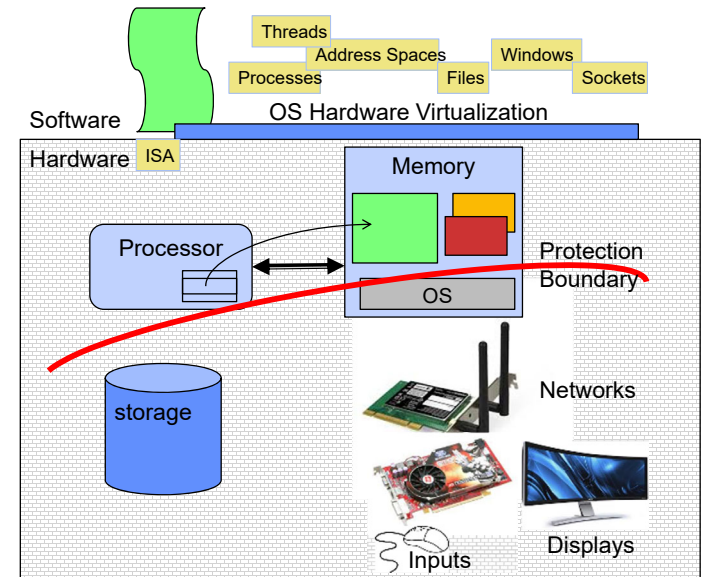 Threads
Address Spaces
Windows
Processes
Files
Sockets
OS Hardware Virtualization
Software
Hardware
ISA
Memory
Processor
Protection
Boundary
OS
Networks
storage
Displays
Inputs